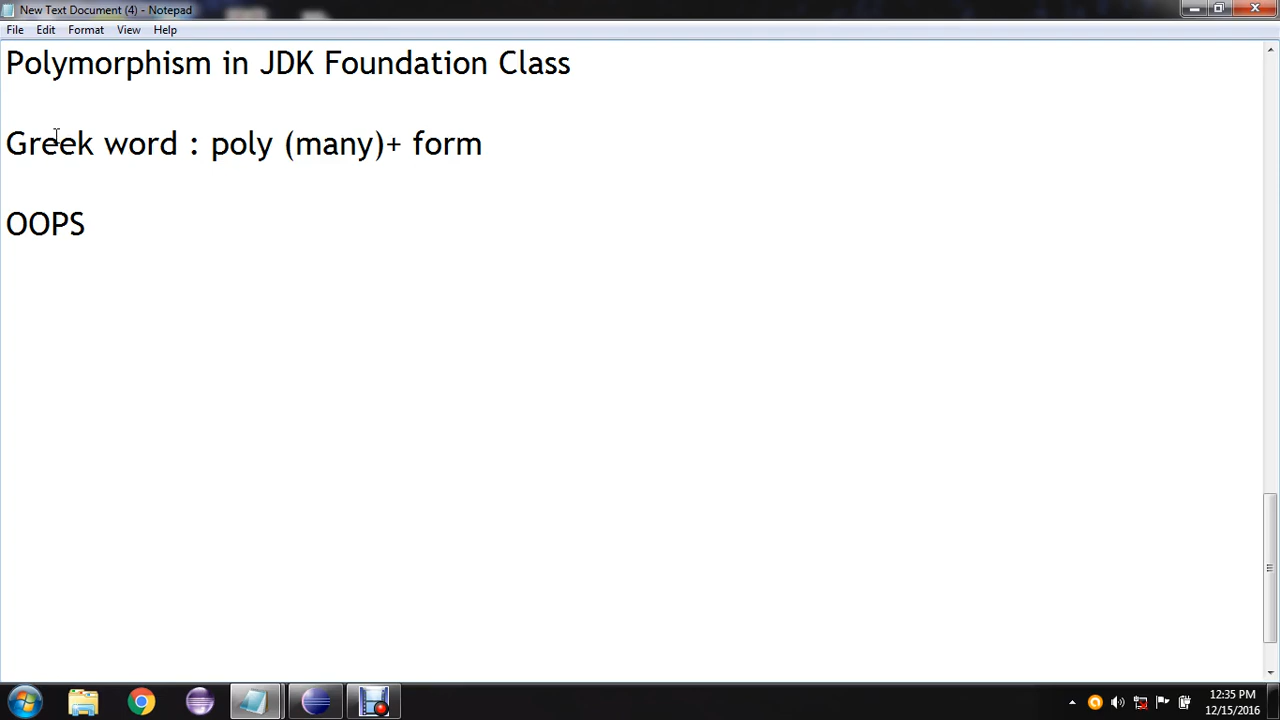 New Text Document (4) - Notepad
File Edit Format View Help
Polymorphism in JDK Foundation Class
Greek word : poly (many)+ form
OOPS
12:35 PM
12/15/2016